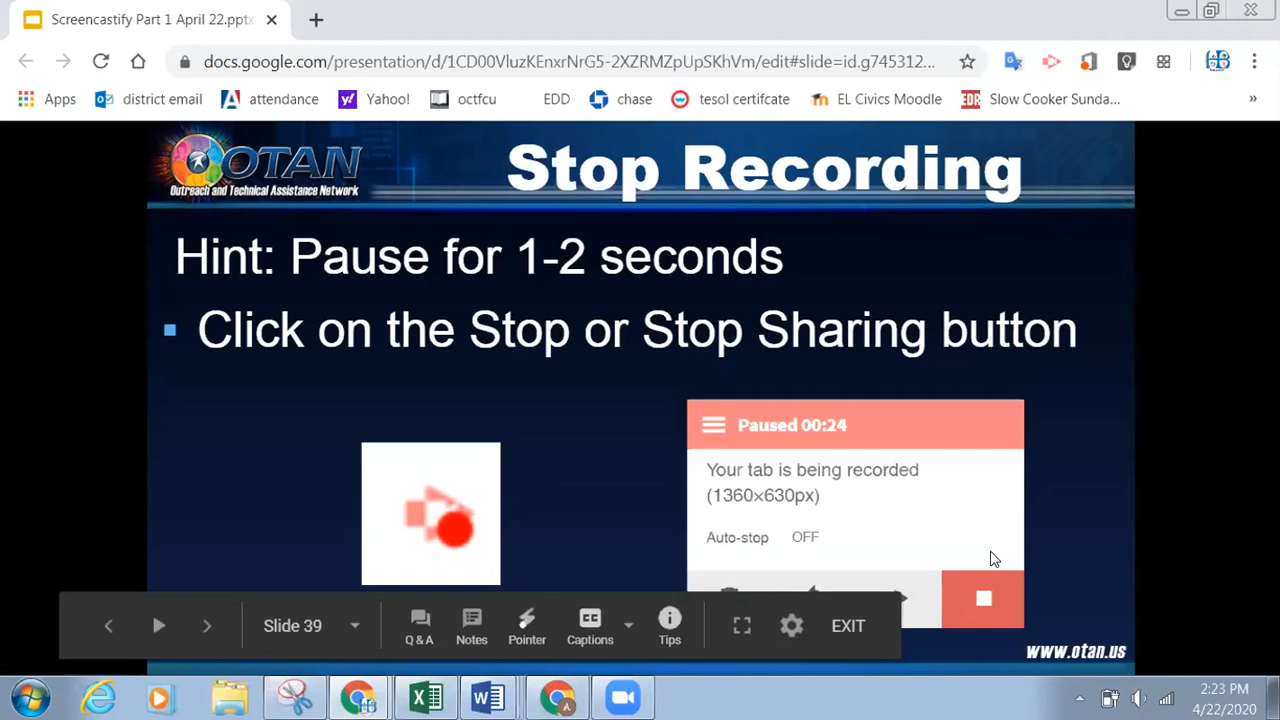 Screencastify Part 1 April 22.pptx
docs.google.com/presentation/d/1CD00VluzKEnxrNrG5-2XZRMZpUpSKhVm/edit#slide=id.g745312...
Apps district email attendance Yahoo! octfcu EDD chase test certifcate EL Civics Moodle EDR Slow Cooker Sunda... »
OTAN
Outreach and Technical Assistance Network
Stop Recording
Hint: Pause for 1-2 seconds
Click on the Stop or Stop Sharing button
Paused 00:24
Your tab is being recorded
(1360×630px)
Auto-stop OFF
Slide 39
Q & A Notes Pointer Captions Tips EXIT
www.otan.us
2:23 PM
4/22/2020